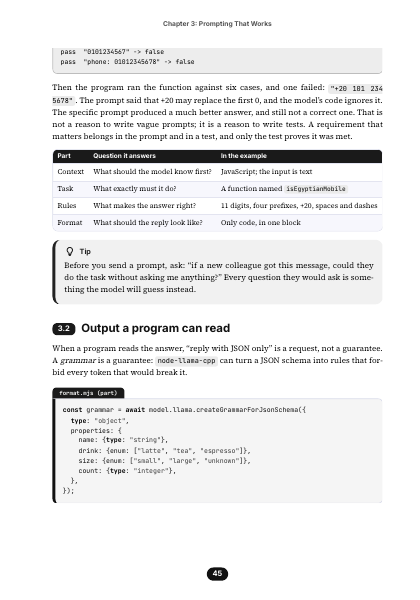 Chapter 3: Prompting That Works
pass  "0101234567" -> false
pass  "phone: 01012345678" -> false
Then the program ran the function against six cases, and one failed: "+20 101 234
5678". The prompt said that +20 may replace the first 0, and the model's code ignores it.
The specific prompt produced a much better answer, and still not a correct one. That is
not a reason to write vague prompts; it is a reason to write tests. A requirement that
matters belongs in the prompt and in a test, and only the test proves it was met.
Part Question it answers In the example
Context What should the model know first? JavaScript; the input is text
Task What exactly must it do? A function named isEgyptianMobile
Rules What makes the answer right? 11 digits, four prefixes, +20, spaces and dashes
Format What should the reply look like? Only code, in one block
Tip
Before you send a prompt, ask: "if a new colleague got this message, could they
do the task without asking me anything?" Every question they would ask is some-
thing the model will guess instead.
3.2 Output a program can read
When a program reads the answer, "reply with JSON only" is a request, not a guarantee.
A grammar is a guarantee: node-llama-cpp can turn a JSON schema into rules that for-
bid every token that would break it.
format.mjs (part)
const grammar = await model.llama.createGrammarForJsonSchema({
  type: "object",
  properties: {
    name: {type: "string"},
    drink: {enum: ["latte", "tea", "espresso"]},
    size: {enum: ["small", "large", "unknown"]},
    count: {type: "integer"},
  },
});
45